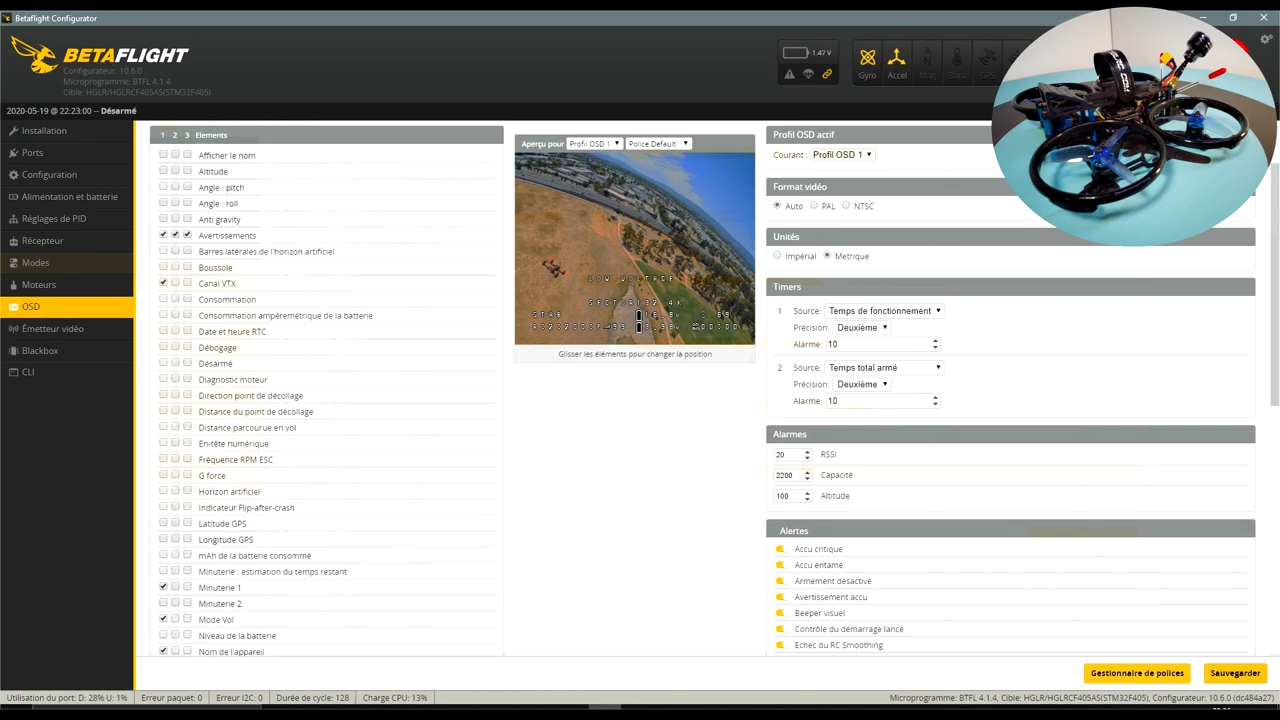 Betaflight Configurator
BETAFLIGHT
Configurateur: 10.6.0
Microprogramme: BTFL 4.1.4
Cible: HGLR/HGLRCF405AS(STM32F405)
1.47 V
Gyro
Accel
Mag
Baro
GPS
2020-05-19 @ 22:23:00 -- Désarmé
Installation
Ports
Configuration
Alimentation et batterie
Réglages de PID
Récepteur
Modes
Moteurs
OSD
Émetteur vidéo
Blackbox
CLI
1 2 3 Elements
Afficher le nom
Altitude
Angle : pitch
Angle : roll
Anti gravity
Avertissements
Barres latérales de l'horizon artificiel
Boussole
Canal VTX
Consommation
Consommation ampèremétrique de la batterie
Date et heure RTC
Débogage
Désarmé
Diagnostic moteur
Direction point de décollage
Distance du point de décollage
Distance parcourue en vol
En-tête numérique
Fréquence RPM ESC
G force
Horizon artificiel
Indicateur Flip-after-crash
Latitude GPS
Longitude GPS
mAh de la batterie consommé
Minuterie : estimation du temps restant
Minuterie 1
Minuterie 2
Mode Vol
Niveau de la batterie
Nom de l'appareil
Aperçu pour Profil OSD 1 Police Default
LOW VOLTAGE
SECTOR132 4K
STAB
Glisser les éléments pour changer la position
Profil OSD actif
Courant : Profil OSD 1
Format vidéo
Auto PAL NTSC
Unités
Impérial Metrique
Timers
1 Source: Temps de fonctionnement
Précision: Deuxième
Alarme: 10
2 Source: Temps total armé
Précision: Deuxième
Alarme: 10
Alarmes
20 RSSI
2200 Capacité
100 Altitude
Alertes
Accu critique
Accu entamé
Armement désactivé
Avertissement accu
Beeper visuel
Contrôle du démarrage lancé
Echec du RC Smoothing
Gestionnaire de polices
Sauvegarder
Utilisation du port: D: 28% U: 1% Erreur paquet: 0 Erreur I2C: 0 Durée de cycle: 128 Charge CPU: 13% Microprogramme: BTFL 4.1.4, Cible: HGLR/HGLRCF405AS(STM32F405), Configurateur: 10.6.0 (dc484a27)